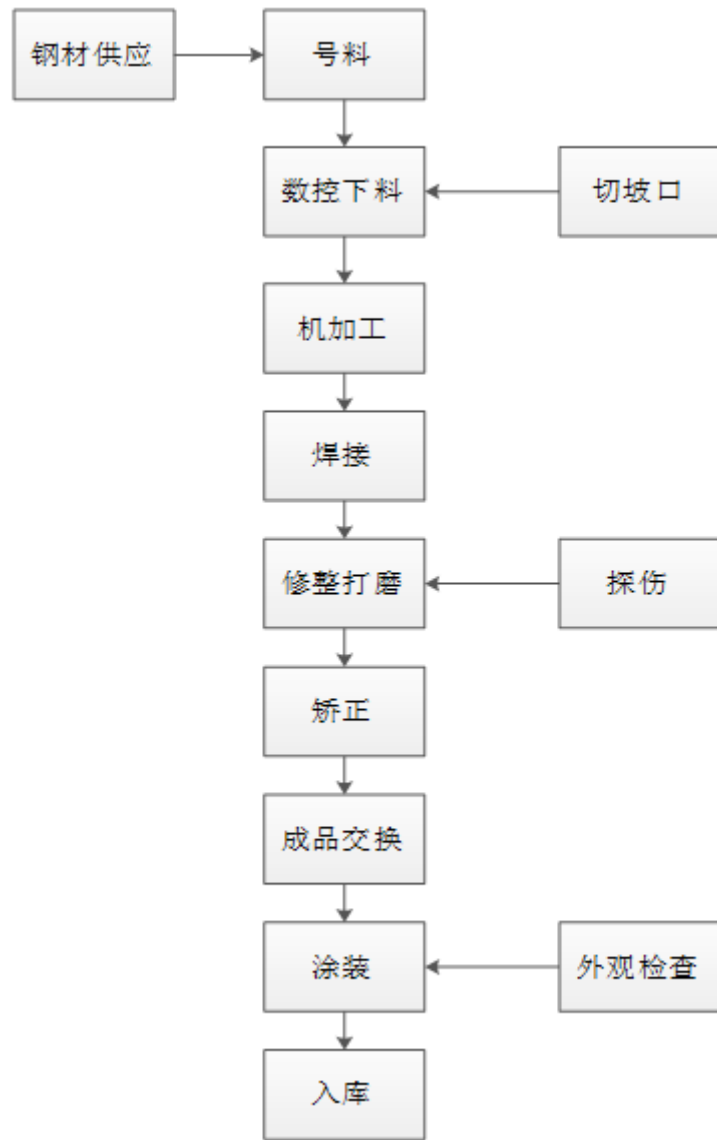 钢材供应
号料
数控下料
切坡口
机加工
焊接
修整打磨
探伤
矫正
成品交换
涂装
外观检查
入库